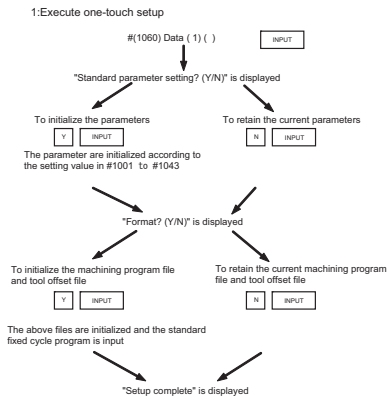 1:Execute one-touch setup
#(1060) Data ( 1) ( ) INPUT
"Standard parameter setting? (Y/N)" is displayed
To initialize the parameters
Y INPUT
The parameter are initialized according to
the setting value in #1001 to #1043
To retain the current parameters
N INPUT
"Format? (Y/N)" is displayed
To initialize the machining program file
and tool offset file
Y INPUT
The above files are initialized and the standard
fixed cycle program is input
To retain the current machining program
file and tool offset file
N INPUT
"Setup complete" is displayed